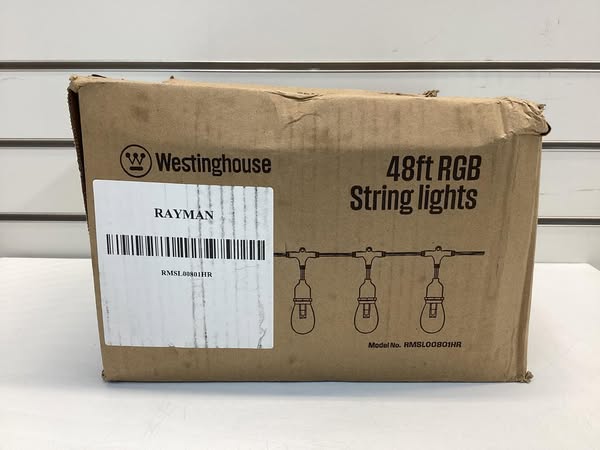 Westinghouse
48ft RGB
String lights
RAYMAN
RMSL00801HR
Model No. RMSL00801HR